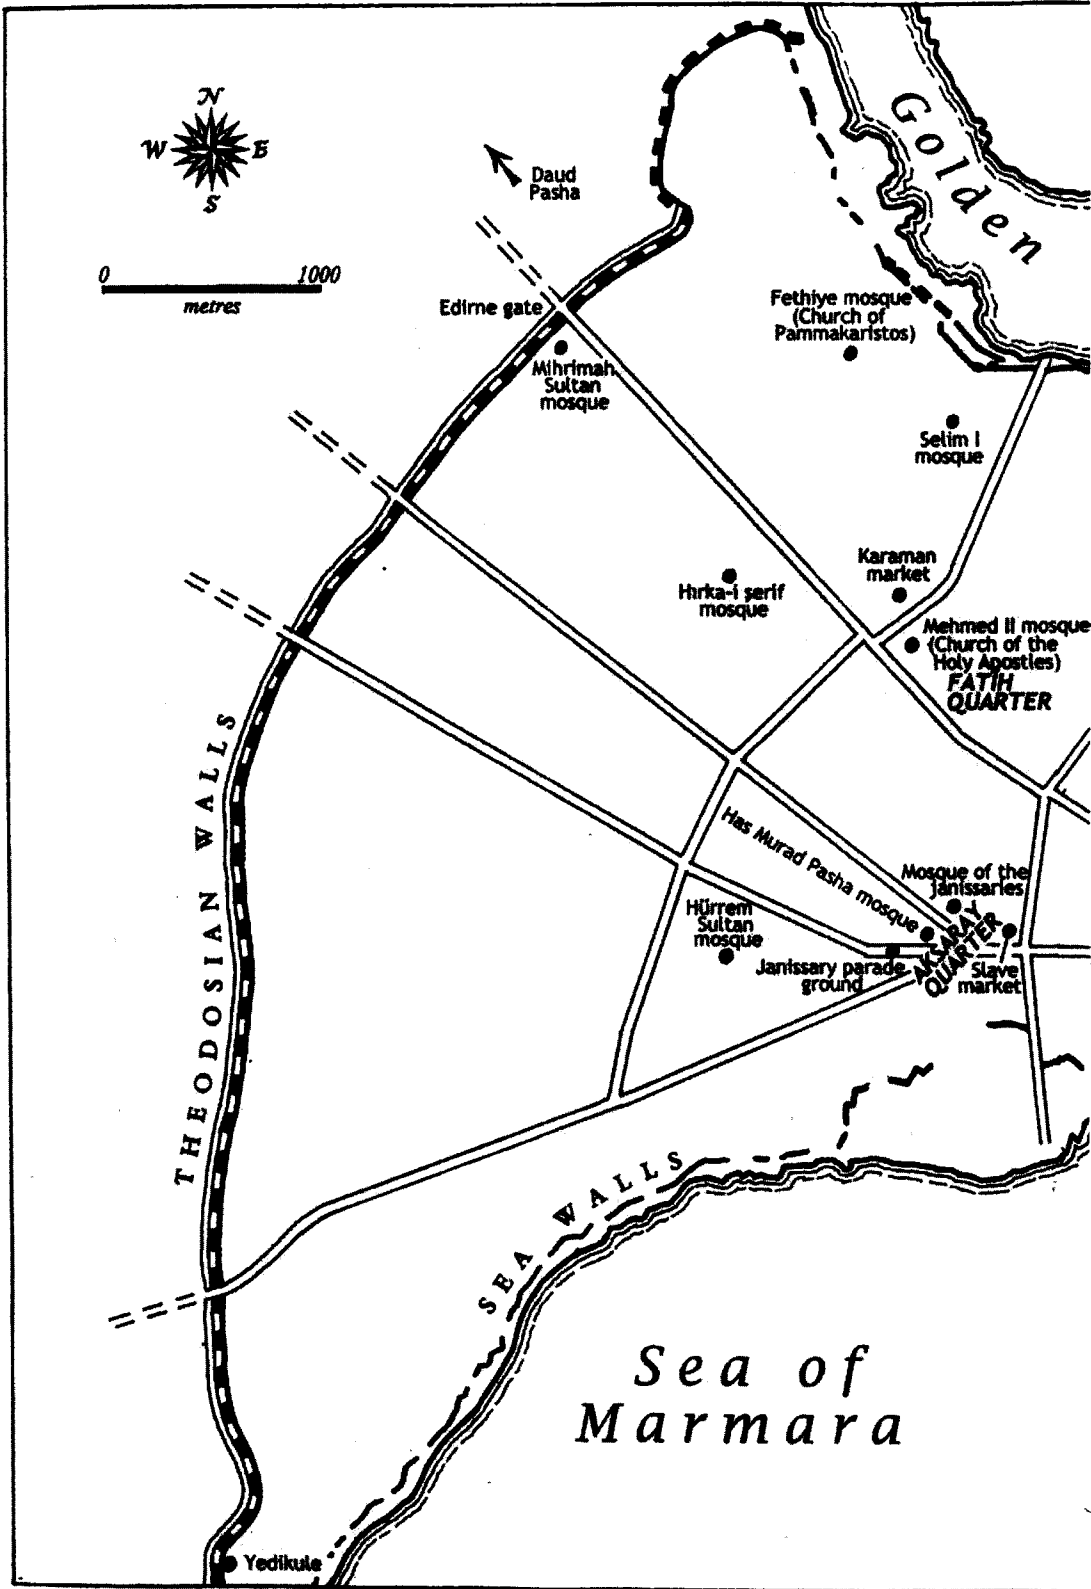 N
W E
S
0 1000
metres
Daud
Pasha
Golden
Edirne gate
Mihrimah
Sultan
mosque
Fethiye mosque
(Church of
Pammakaristos)
Selim I
mosque
Karaman
market
Hırka-i şerif
mosque
Mehmed II mosque
(Church of the
Holy Apostles)
FATİH
QUARTER
THEODOSIAN WALLS
Has Murad Pasha mosque
Mosque of the
janissaries
Hürrem
Sultan
mosque
Janissary parade
ground
AKSARAY
QUARTER
Slave
market
SEA WALLS
Sea of
Marmara
Yedikule